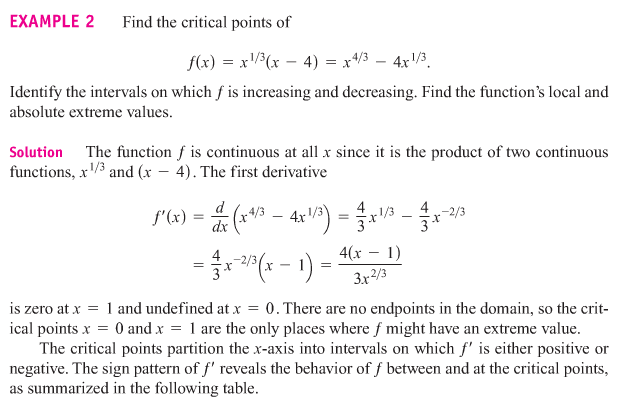 EXAMPLE 2 Find the critical points of
f(x) = x^{1/3}(x − 4) = x^{4/3} − 4x^{1/3}.
Identify the intervals on which f is increasing and decreasing. Find the function's local and
absolute extreme values.
Solution The function f is continuous at all x since it is the product of two continuous
functions, x^{1/3} and (x − 4). The first derivative
f′(x) = \frac{d}{dx}(x^{4/3} − 4x^{1/3}) = \frac{4}{3}x^{1/3} − \frac{4}{3}x^{−2/3}
= \frac{4}{3}x^{−2/3}(x − 1) = \frac{4(x − 1)}{3x^{2/3}}
is zero at x = 1 and undefined at x = 0. There are no endpoints in the domain, so the crit-
ical points x = 0 and x = 1 are the only places where f might have an extreme value.
The critical points partition the x-axis into intervals on which f′ is either positive or
negative. The sign pattern of f′ reveals the behavior of f between and at the critical points,
as summarized in the following table.